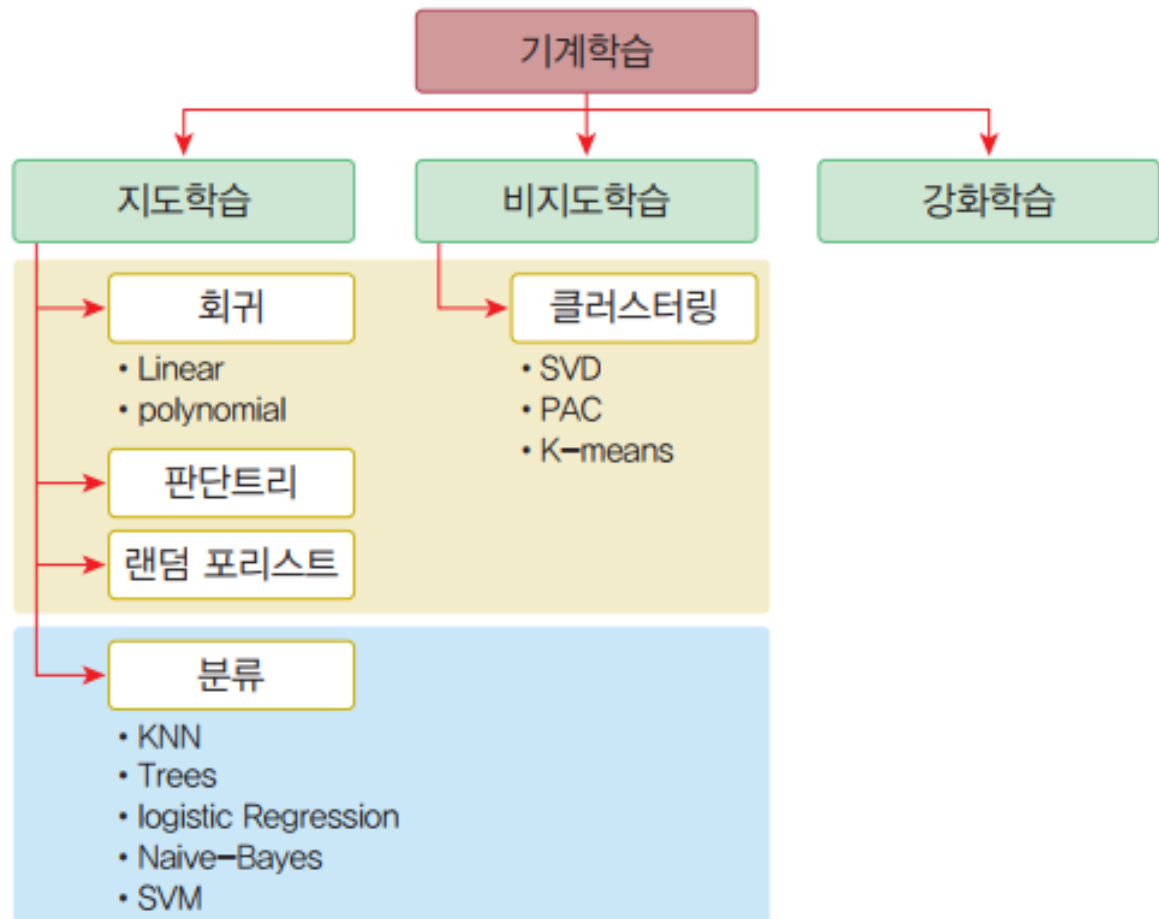 기계학습
지도학습
비지도학습
강화학습
회귀
• Linear
• polynomial
판단트리
랜덤 포리스트
클러스터링
• SVD
• PAC
• K-means
분류
• KNN
• Trees
• logistic Regression
• Naive-Bayes
• SVM